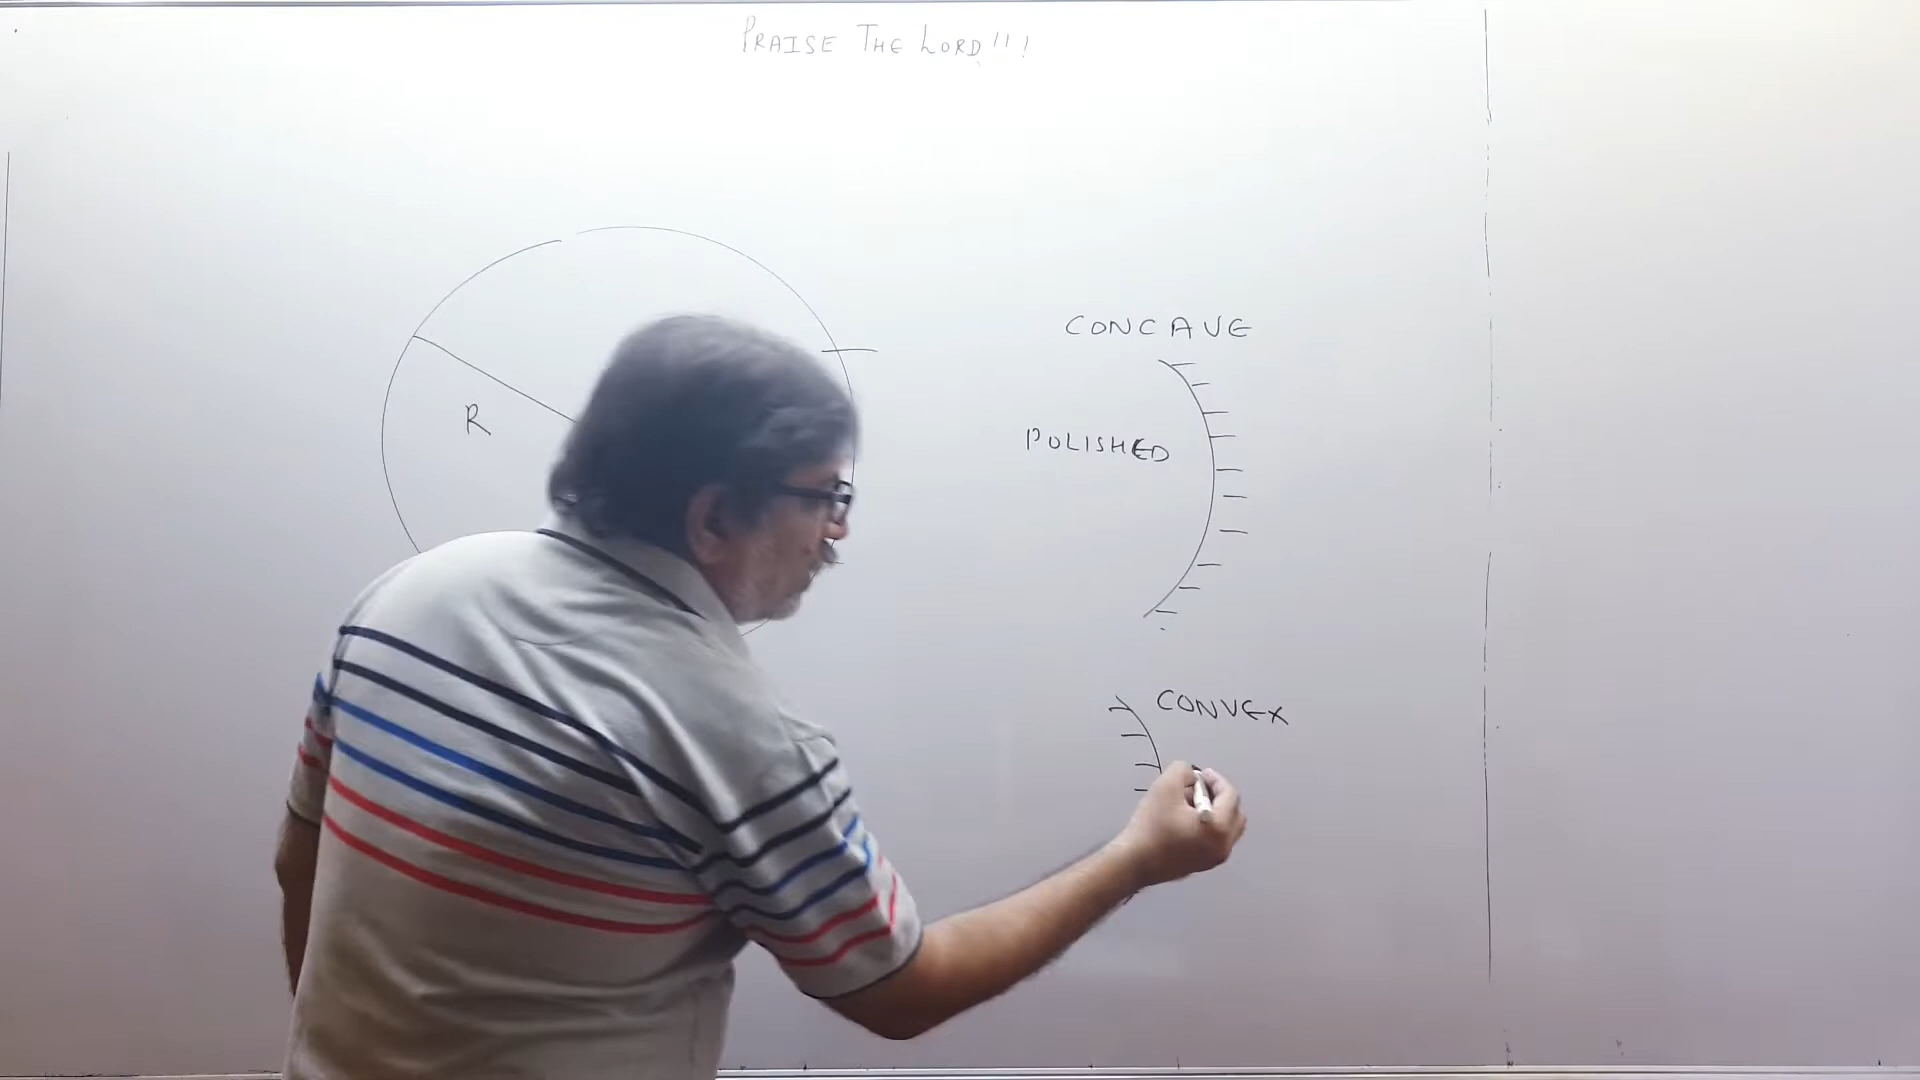 PRAISE THE LORD!!!
CONCAVE
R
POLISHED
CONVEX